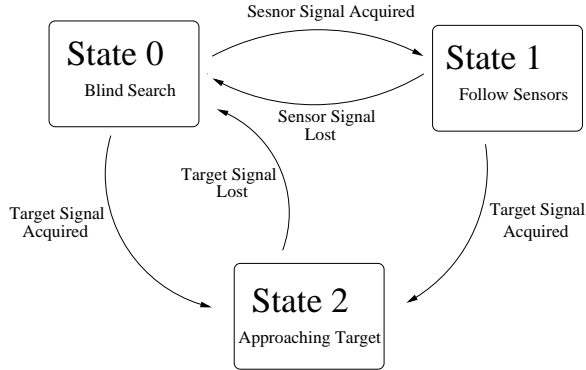 Sesnor Signal Acquired
State 0
Blind Search
State 1
Follow Sensors
Sensor Signal
Lost
Target Signal
Lost
Target Signal
Acquired
Target Signal
Acquired
State 2
Approaching Target